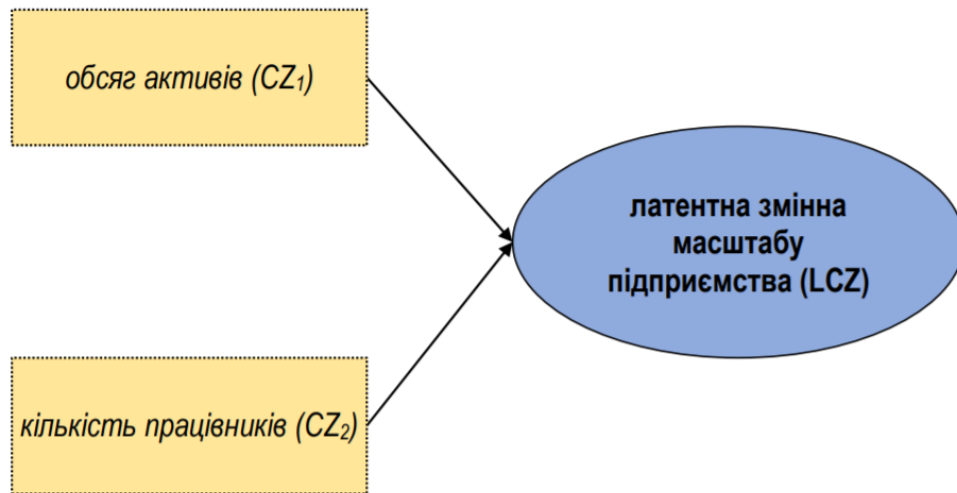 обсяг активів (CZ₁)
латентна змінна
масштабу
підприємства (LCZ)
кількість працівників (CZ₂)